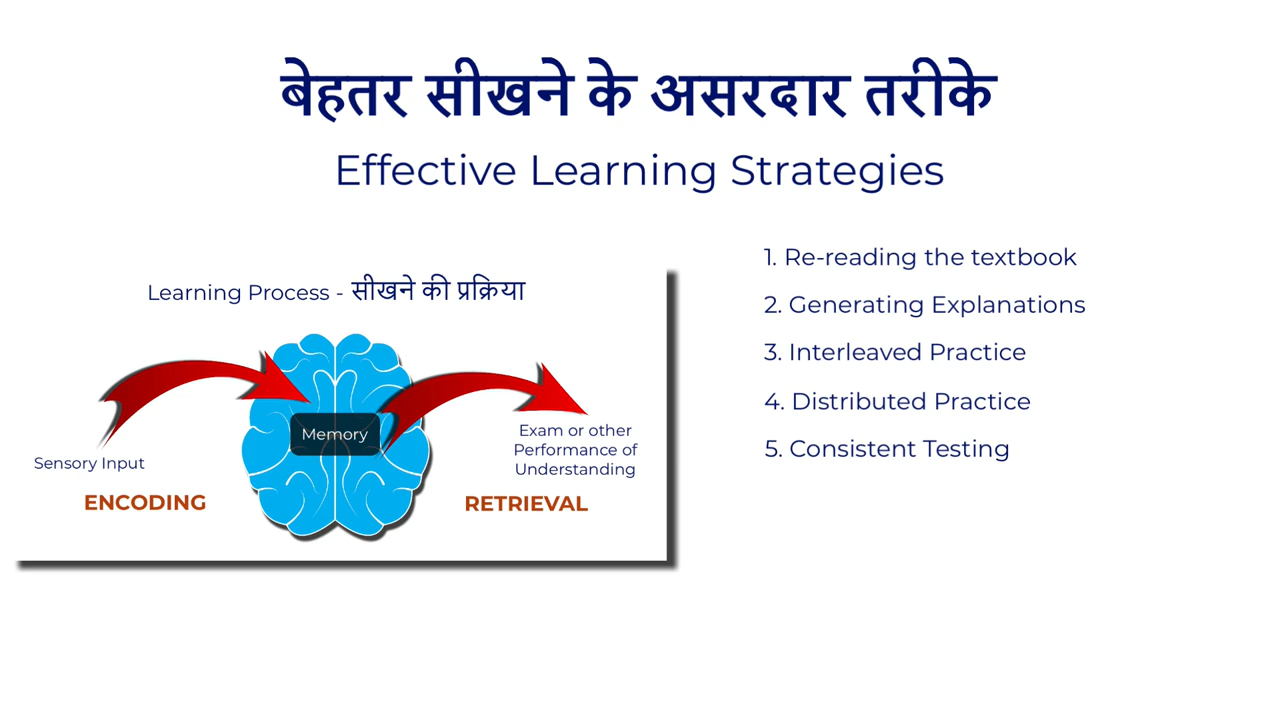 बेहतर सीखने के असरदार तरीके
Effective Learning Strategies
Learning Process - सीखने की प्रक्रिया
Sensory Input
ENCODING
Memory
Exam or other
Performance of
Understanding
RETRIEVAL
1. Re-reading the textbook
2. Generating Explanations
3. Interleaved Practice
4. Distributed Practice
5. Consistent Testing